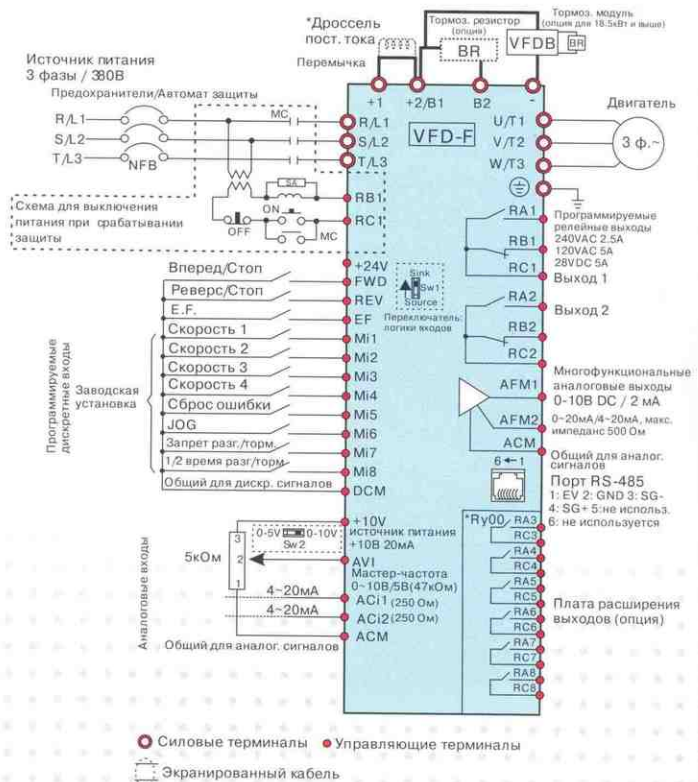 *Дроссель
пост. тока
Перемычка
Тормоз. резистор
(опция)
BR
Тормоз. модуль
(опция для 18.5кВт и выше)
VFDB
BR
Источник питания
3 фазы / 380В
Предохранители/Автомат защиты
R/L1
S/L2
T/L3
NFB
MC
+1
+2/B1
B2
-
R/L1
S/L2
T/L3
VFD-F
U/T1
V/T2
W/T3
Двигатель
3 ф.~
SA
ON
OFF
MC
RB1
RC1
Схема для выключения
питания при срабатывании
защиты
RA1
RB1
RC1
Программируемые
релейные выходы
240VAC 2.5A
120VAC 5A
28VDC 5A
Выход 1
RA2
RB2
RC2
Выход 2
+24V
Вперед/Стоп
FWD
Реверс/Стоп
REV
E.F.
EF
Скорость 1
Mi1
Скорость 2
Mi2
Скорость 3
Mi3
Скорость 4
Mi4
Сброс ошибки
Mi5
JOG
Mi6
Запрет разг./торм.
Mi7
1/2 время разг/торм
Mi8
Общий для дискр. сигналов
DCM
Программируемые
дискретные входы
Заводская
установка
Sink
Sw1
Source
Переключатель:
логики входов
AFM1
AFM2
ACM
Многофункциональные
аналоговые выходы
0-10В DC / 2 мА
0~20мА/4~20мА, макс.
импеданс 500 Ом
Общий для аналог.
сигналов
6←1
Порт RS-485
1: EV 2: GND 3: SG-
4: SG+ 5:не использ.
6: не используется
Аналоговые входы
5кОм
3
2
1
0-5V 0-10V
Sw2
+10V
источник питания
+10В 20мА
AVI
Мастер-частота
0~10В/5В(47кОм)
4~20мА
ACi1 (250 Ом)
4~20мА
ACi2 (250 Ом)
Общий для аналог. сигналов
ACM
*Ry00
RA3
RC3
RA4
RC4
RA5
RC5
RA6
RC6
RA7
RC7
RA8
RC8
Плата расширения
выходов (опция)
Силовые терминалы
Управляющие терминалы
Экранированный кабель